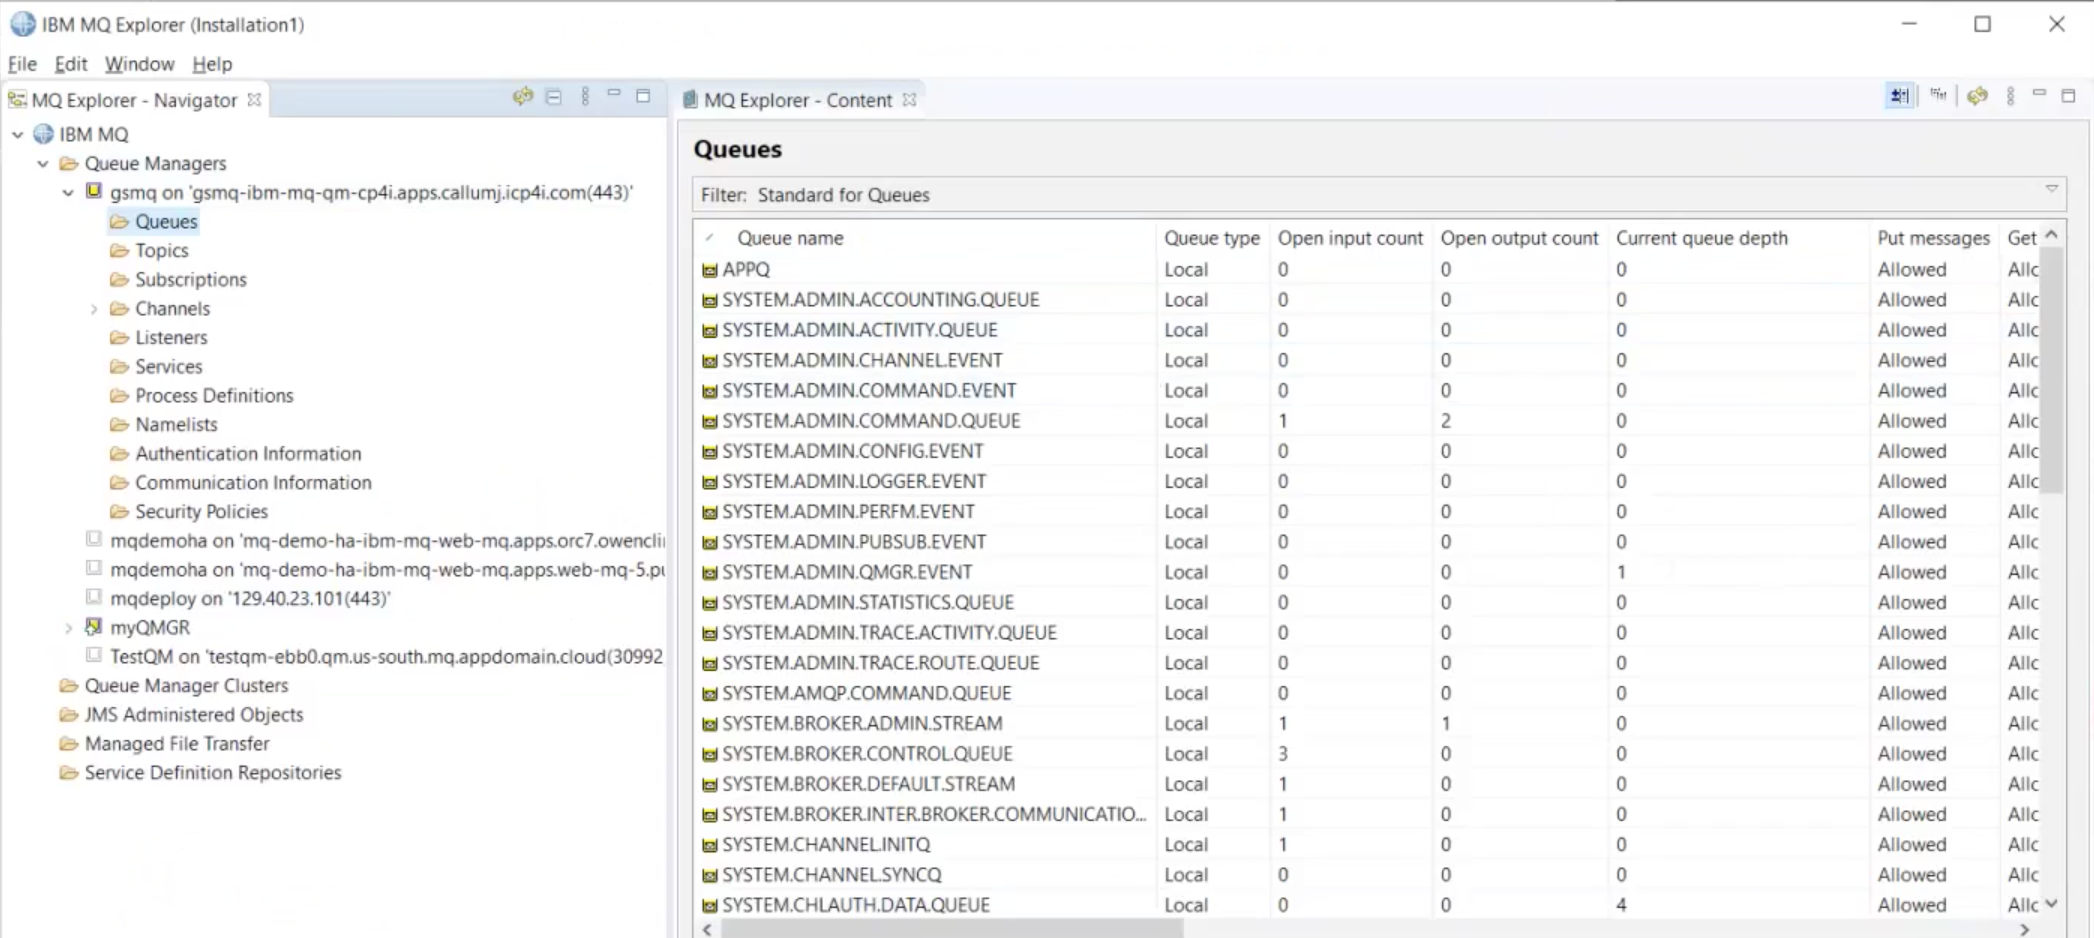 IBM MQ Explorer (Installation1)
File Edit Window Help
MQ Explorer - Navigator
IBM MQ
Queue Managers
gsmq on 'gsmq-ibm-mq-qm-cp4i.apps.callumj.icp4i.com(443)'
Queues
Topics
Subscriptions
Channels
Listeners
Services
Process Definitions
Namelists
Authentication Information
Communication Information
Security Policies
mqdemoha on 'mq-demo-ha-ibm-mq-web-mq.apps.orc7.owencli
mqdemoha on 'mq-demo-ha-ibm-mq-web-mq.apps.web-mq-5.pu
mqdeploy on '129.40.23.101(443)'
myQMGR
TestQM on 'testqm-ebb0.qm.us-south.mq.appdomain.cloud(30992
Queue Manager Clusters
JMS Administered Objects
Managed File Transfer
Service Definition Repositories
MQ Explorer - Content
Queues
Filter: Standard for Queues
Queue name Queue type Open input count Open output count Current queue depth Put messages Get
APPQ Local 0 0 0 Allowed Allc
SYSTEM.ADMIN.ACCOUNTING.QUEUE Local 0 0 0 Allowed Allc
SYSTEM.ADMIN.ACTIVITY.QUEUE Local 0 0 0 Allowed Allc
SYSTEM.ADMIN.CHANNEL.EVENT Local 0 0 0 Allowed Allc
SYSTEM.ADMIN.COMMAND.EVENT Local 0 0 0 Allowed Allc
SYSTEM.ADMIN.COMMAND.QUEUE Local 1 2 0 Allowed Allc
SYSTEM.ADMIN.CONFIG.EVENT Local 0 0 0 Allowed Allc
SYSTEM.ADMIN.LOGGER.EVENT Local 0 0 0 Allowed Allc
SYSTEM.ADMIN.PERFM.EVENT Local 0 0 0 Allowed Allc
SYSTEM.ADMIN.PUBSUB.EVENT Local 0 0 0 Allowed Allc
SYSTEM.ADMIN.QMGR.EVENT Local 0 0 1 Allowed Allc
SYSTEM.ADMIN.STATISTICS.QUEUE Local 0 0 0 Allowed Allc
SYSTEM.ADMIN.TRACE.ACTIVITY.QUEUE Local 0 0 0 Allowed Allc
SYSTEM.ADMIN.TRACE.ROUTE.QUEUE Local 0 0 0 Allowed Allc
SYSTEM.AMQP.COMMAND.QUEUE Local 0 0 0 Allowed Allc
SYSTEM.BROKER.ADMIN.STREAM Local 1 1 0 Allowed Allc
SYSTEM.BROKER.CONTROL.QUEUE Local 3 0 0 Allowed Allc
SYSTEM.BROKER.DEFAULT.STREAM Local 1 0 0 Allowed Allc
SYSTEM.BROKER.INTER.BROKER.COMMUNICATIO... Local 1 0 0 Allowed Allc
SYSTEM.CHANNEL.INITQ Local 1 0 0 Allowed Allc
SYSTEM.CHANNEL.SYNCQ Local 0 0 0 Allowed Allc
SYSTEM.CHLAUTH.DATA.QUEUE Local 0 0 4 Allowed Allc